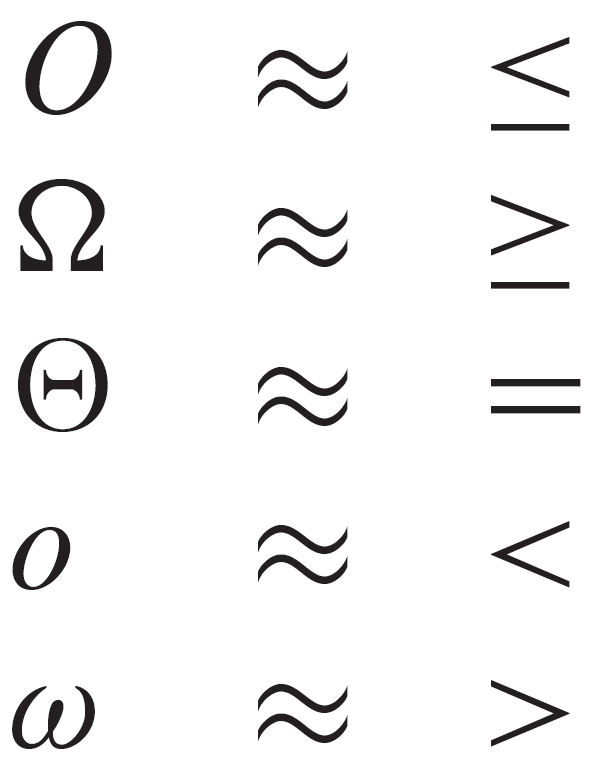 O ≈ ≤
Ω ≈ ≥
Θ ≈ =
o ≈ <
ω ≈ >